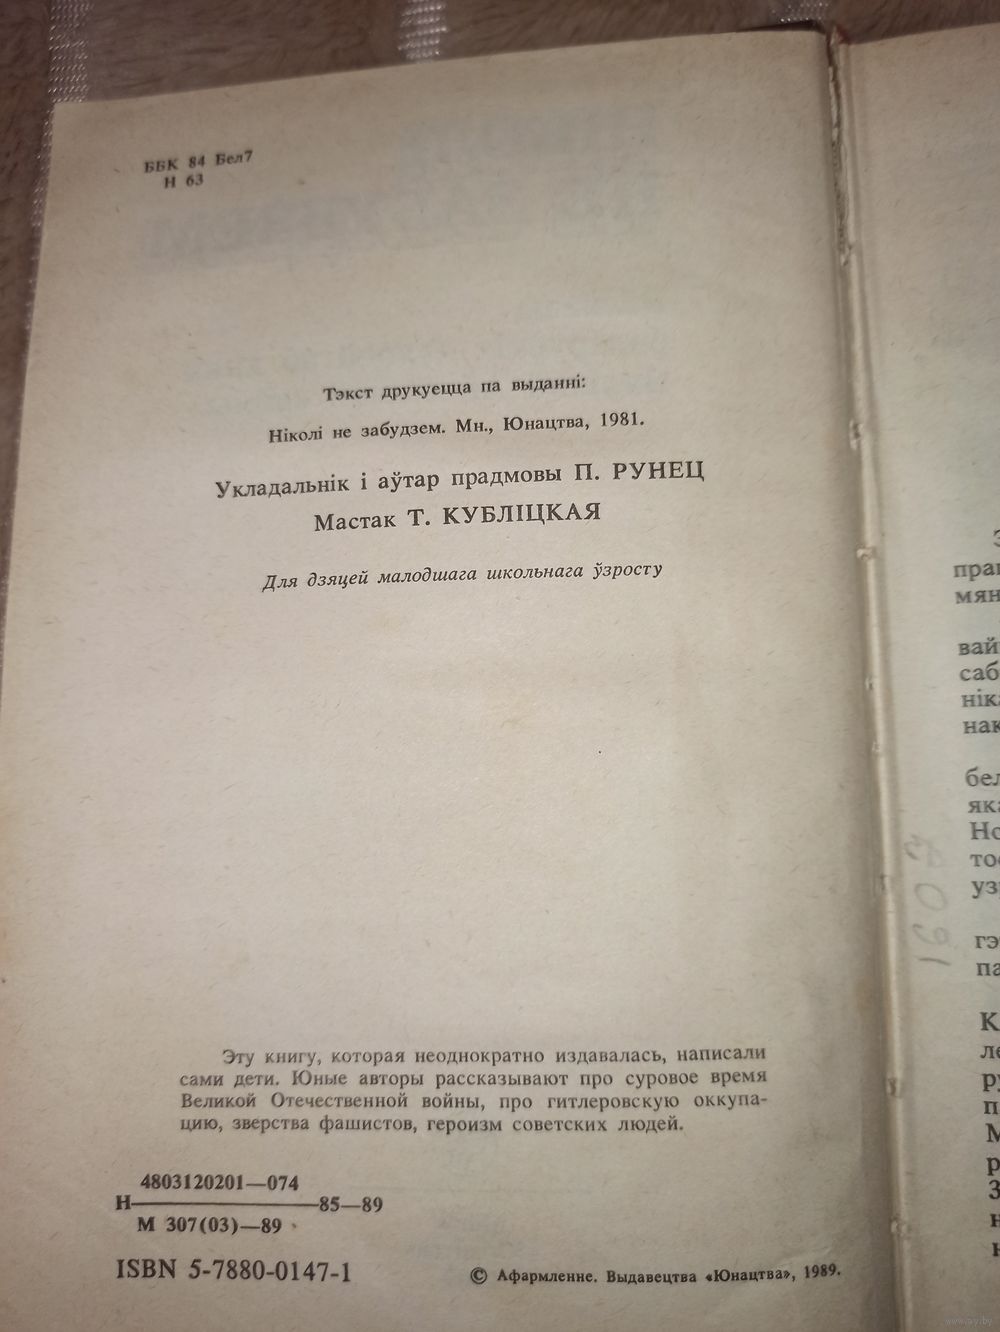 ББК 84 Бел7
Н 63
Тэкст друкуецца па выданні:
Ніколі не забудзем. Мн., Юнацтва, 1981.
Укладальнік і аўтар прадмовы П. РУНЕЦ
Мастак Т. КУБЛІЦКАЯ
Для дзяцей малодшага школьнага ўзросту
Эту книгу, которая неоднократно издавалась, написали
сами дети. Юные авторы рассказывают про суровое время
Великой Отечественной войны, про гитлеровскую оккупа-
цию, зверства фашистов, героизм советских людей.
4803120201—074
Н————————85—89
М 307(03)—89
ISBN 5-7880-0147-1
© Афармленне. Выдавецтва «Юнацтва», 1989.